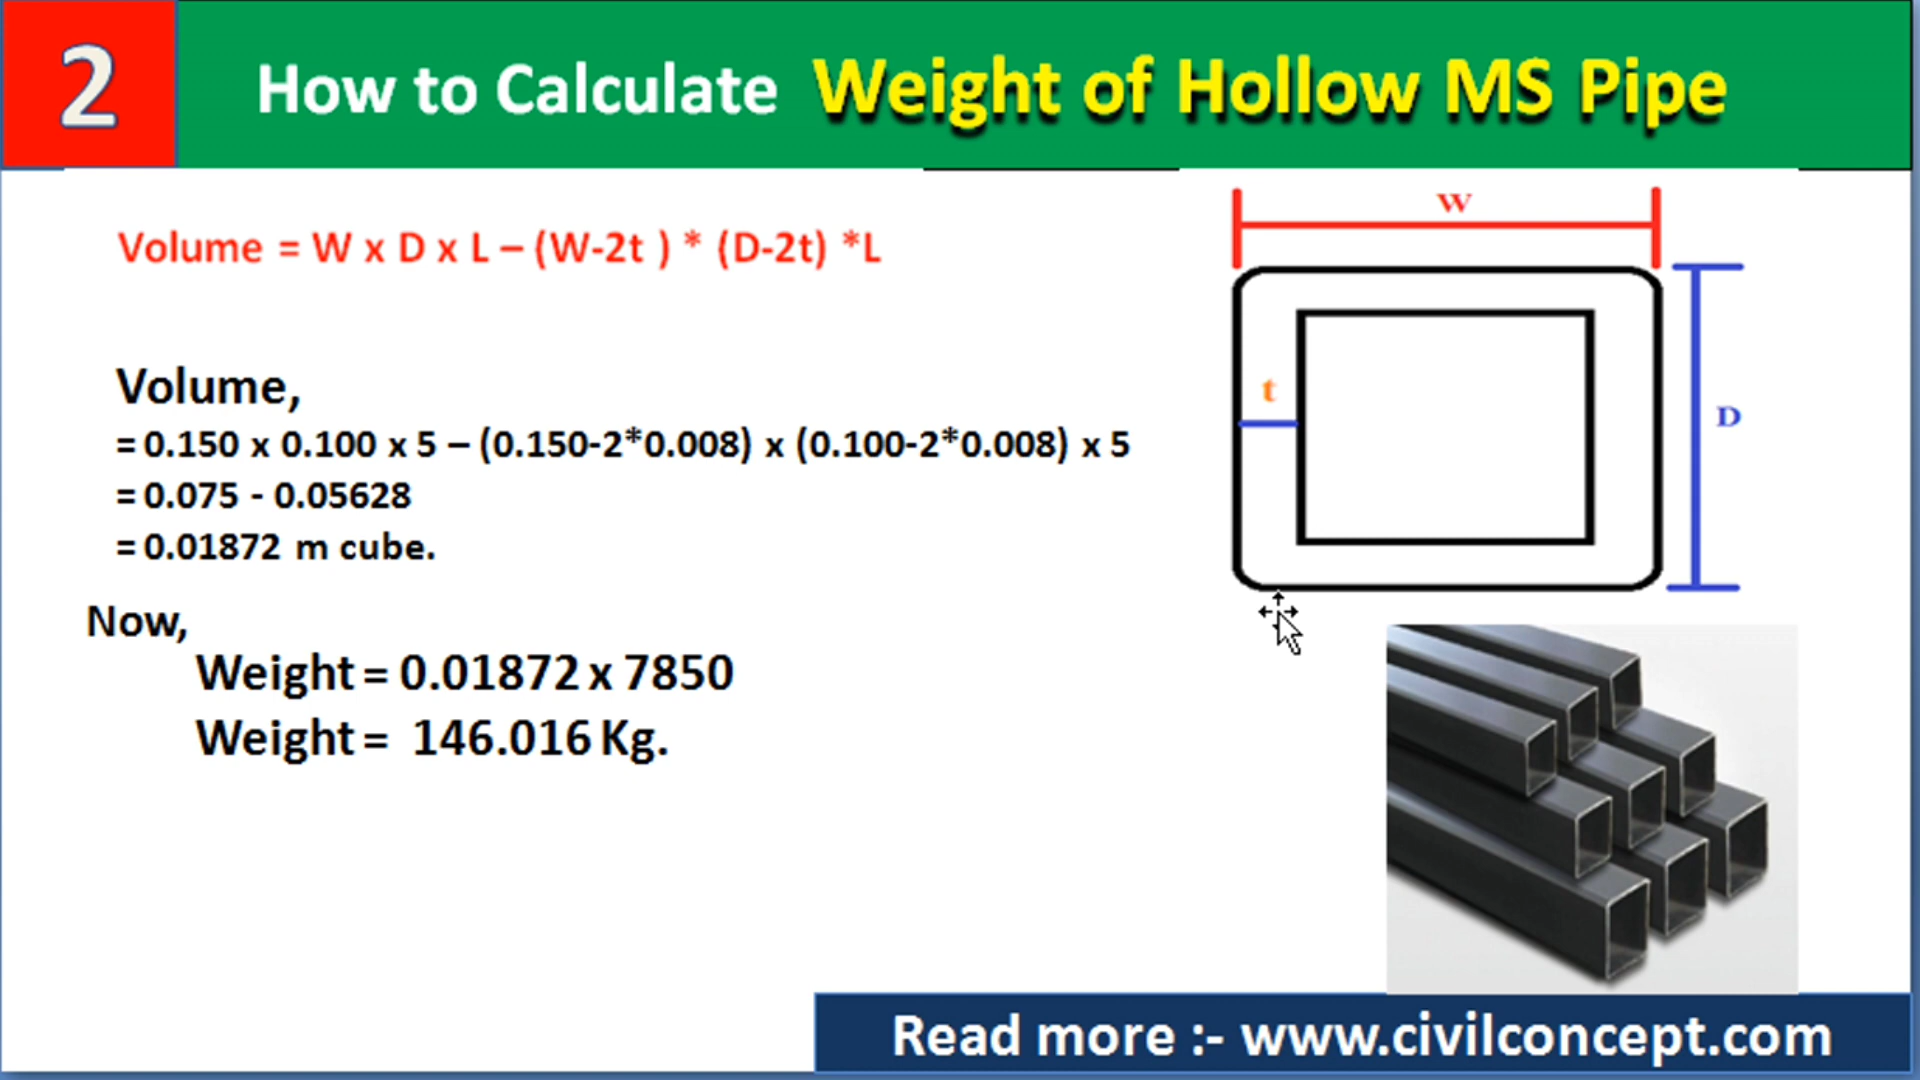 2
How to Calculate Weight of Hollow MS Pipe
Volume = W x D x L – (W-2t ) * (D-2t) *L
W
t
D
Volume,
= 0.150 x 0.100 x 5 – (0.150-2*0.008) x (0.100-2*0.008) x 5
= 0.075 - 0.05628
= 0.01872 m cube.
Now,
Weight = 0.01872 x 7850
Weight = 146.016 Kg.
Read more :- www.civilconcept.com